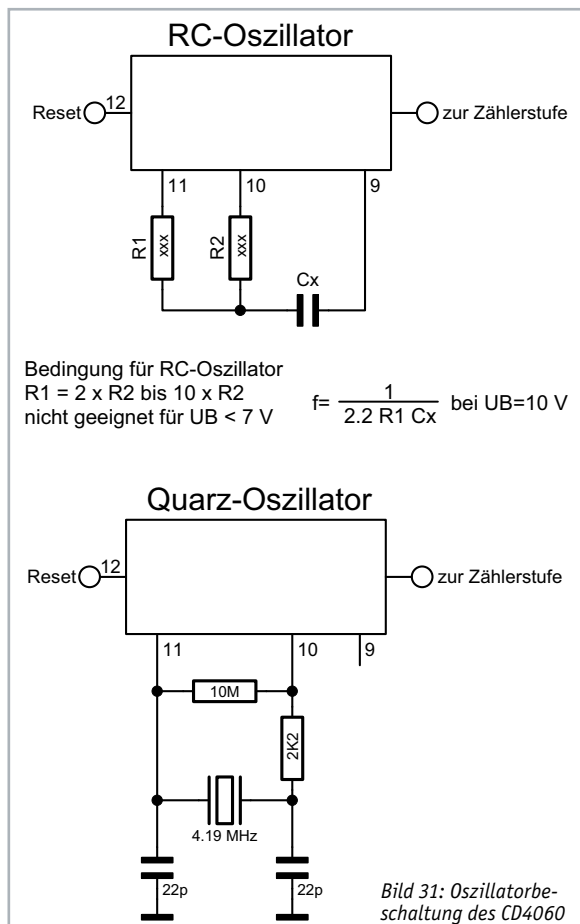 RC-Oszillator
Reset 12 zur Zählerstufe
11 10 9
R1 xxx R2 xxx
Cx
Bedingung für RC-Oszillator
R1 = 2 x R2 bis 10 x R2
nicht geeignet für UB < 7 V
f= 1 / 2.2 R1 Cx bei UB=10 V
Quarz-Oszillator
Reset 12 zur Zählerstufe
11 10 9
10M
2K2
4.19 MHz
22p 22p
Bild 31: Oszillatorbe-
schaltung des CD4060